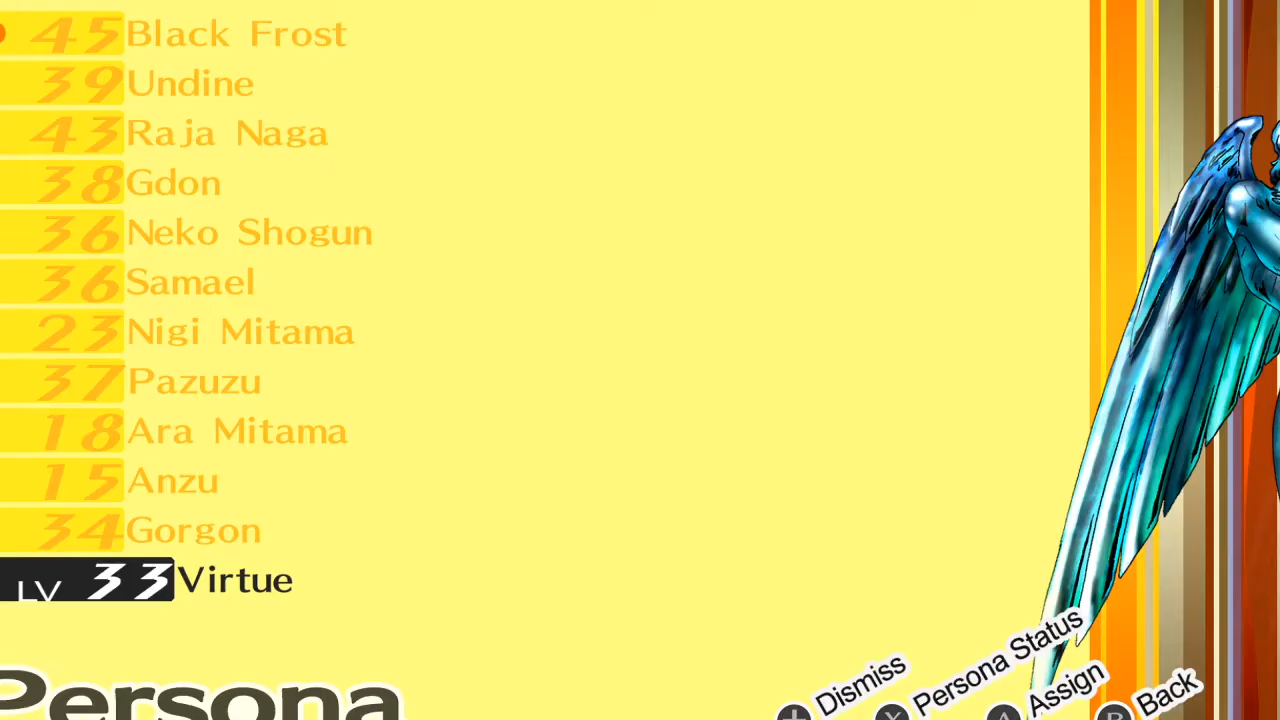 45 Black Frost
39 Undine
43 Raja Naga
38 Gdon
36 Neko Shogun
36 Samael
23 Nigi Mitama
37 Pazuzu
18 Ara Mitama
15 Anzu
34 Gorgon
LV 33 Virtue
Persona
+ Dismiss
X Persona Status
A Assign
B Back